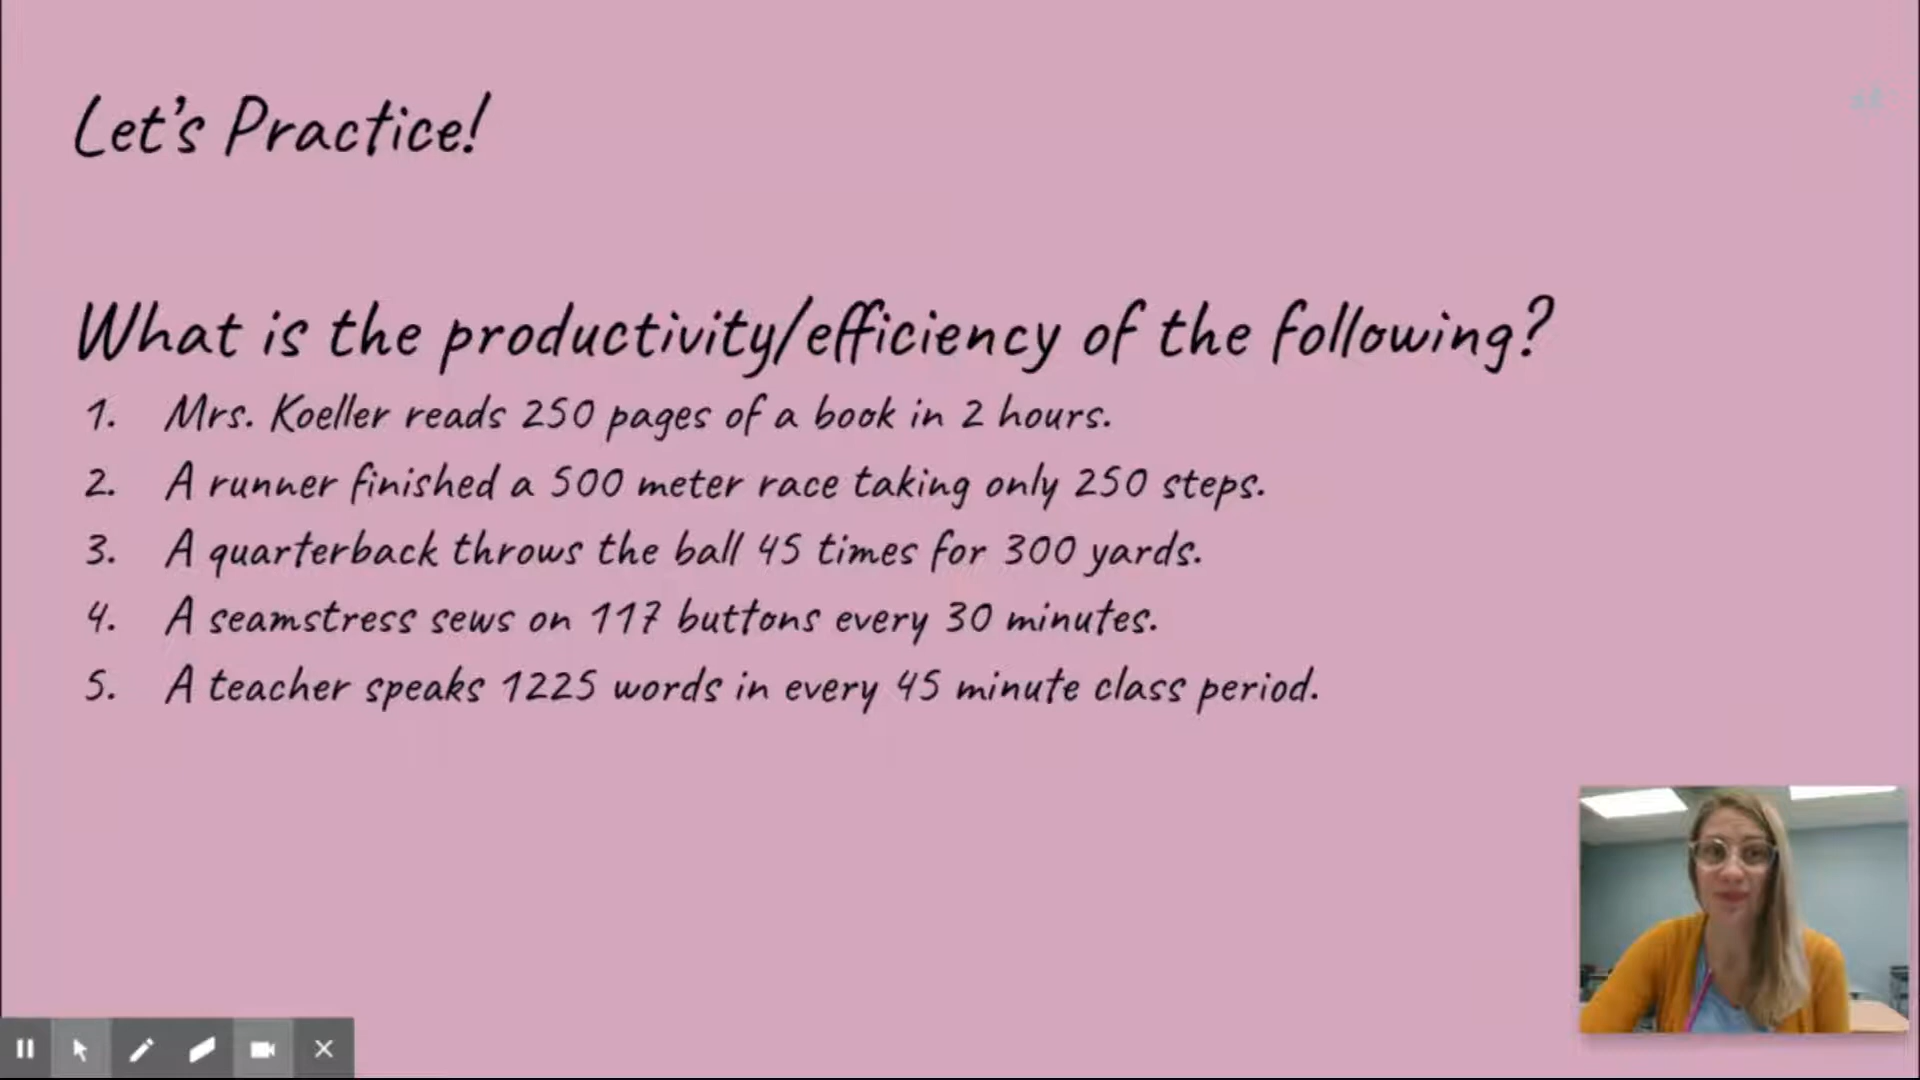 Let's Practice!
What is the productivity/efficiency of the following?
1. Mrs. Koeller reads 250 pages of a book in 2 hours.
2. A runner finished a 500 meter race taking only 250 steps.
3. A quarterback throws the ball 45 times for 300 yards.
4. A seamstress sews on 117 buttons every 30 minutes.
5. A teacher speaks 1225 words in every 45 minute class period.